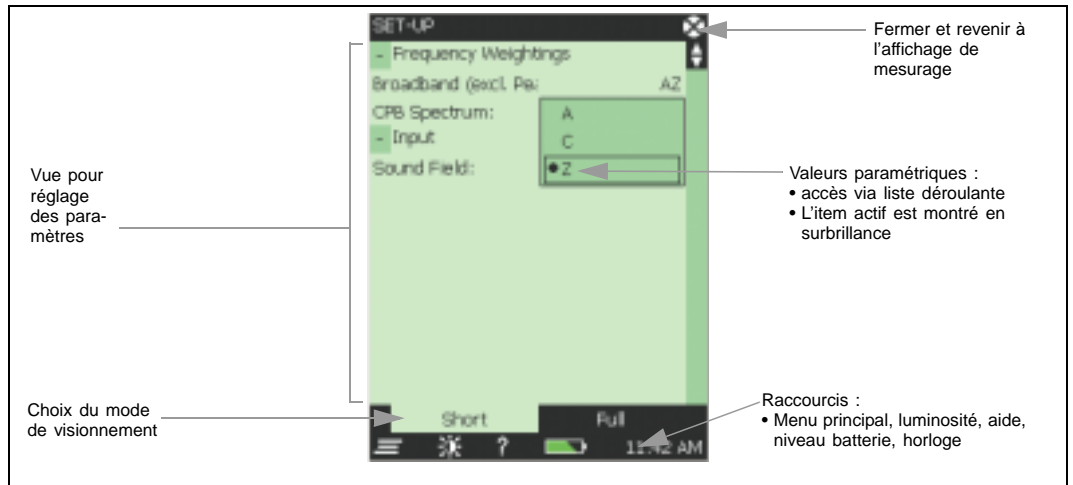 SET-UP
- Frequency Weightings
Broadband (excl. Pe: AZ
CPB Spectrum:
A
- Input
C
Sound Field:
Z
Short
Full
? 11:42 AM
Fermer et revenir à
l'affichage de
mesurage
Vue pour
réglage
des para-
mètres
Valeurs paramétriques :
• accès via liste déroulante
• L'item actif est montré en
surbrillance
Choix du mode
de visionnement
Raccourcis :
• Menu principal, luminosité, aide,
niveau batterie, horloge